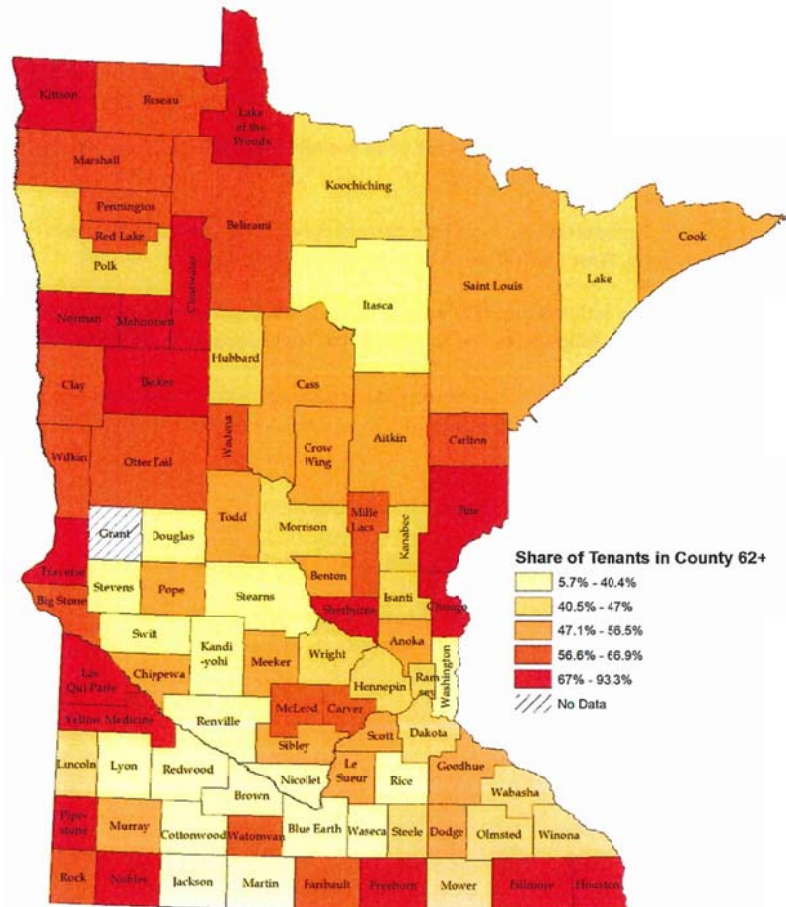 Kittson
Roseau
Lake
of the
Woods
Marshall
Koochiching
Pennington
Red Lake
Beltrami
Cook
Polk
Clearwater
Saint Louis
Lake
Itasca
Norman
Mahnomen
Hubbard
Cass
Clay
Becker
Aitkin
Carlton
Wadena
Crow
Wing
Wilkin
Otter Tail
Pine
Todd
Mille
Lacs
Kanabec
Grant
Douglas
Morrison
Traverse
Benton
Stevens
Pope
Isanti
Chisago
Big Stone
Stearns
Sherburne
Swift
Kandi
-yohi
Anoka
Meeker
Wright
Washington
Lac
Qui Parle
Chippewa
Hennepin
Ram
sey
McLeod
Carver
Yellow Medicine
Renville
Dakota
Scott
Sibley
Lincoln
Lyon
Redwood
Le
Sueur
Rice
Goodhue
Nicollet
Wabasha
Brown
Pipe-
stone
Murray
Cottonwood
Watonwan
Blue Earth
Waseca
Steele
Dodge
Olmsted
Winona
Rock
Nobles
Jackson
Martin
Faribault
Freeborn
Mower
Fillmore
Houston
Share of Tenants in County 62+
5.7% - 40.4%
40.5% - 47%
47.1% - 56.5%
56.6% - 66.9%
67% - 93.3%
No Data